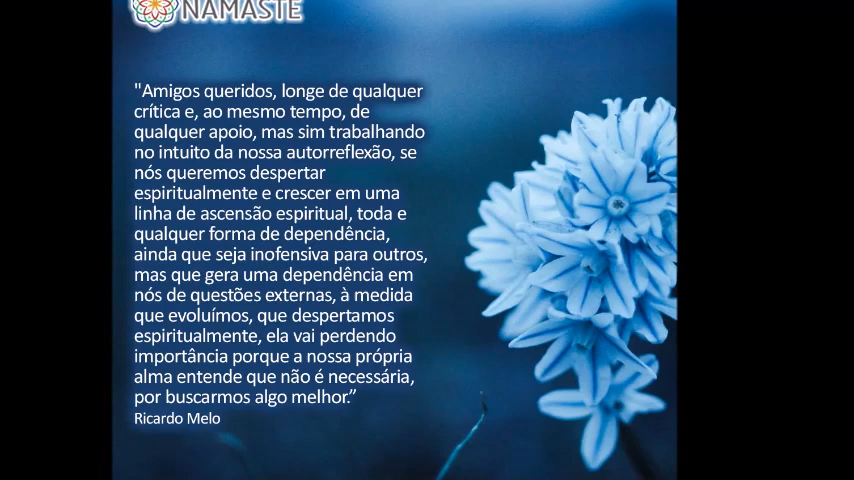 NAMASTE
"Amigos queridos, longe de qualquer
crítica e, ao mesmo tempo, de
qualquer apoio, mas sim trabalhando
no intuito da nossa autorreflexão, se
nós queremos despertar
espiritualmente e crescer em uma
linha de ascensão espiritual, toda e
qualquer forma de dependência,
ainda que seja inofensiva para outros,
mas que gera uma dependência em
nós de questões externas, à medida
que evoluímos, que despertamos
espiritualmente, ela vai perdendo
importância porque a nossa própria
alma entende que não é necessária,
por buscarmos algo melhor.”
Ricardo Melo